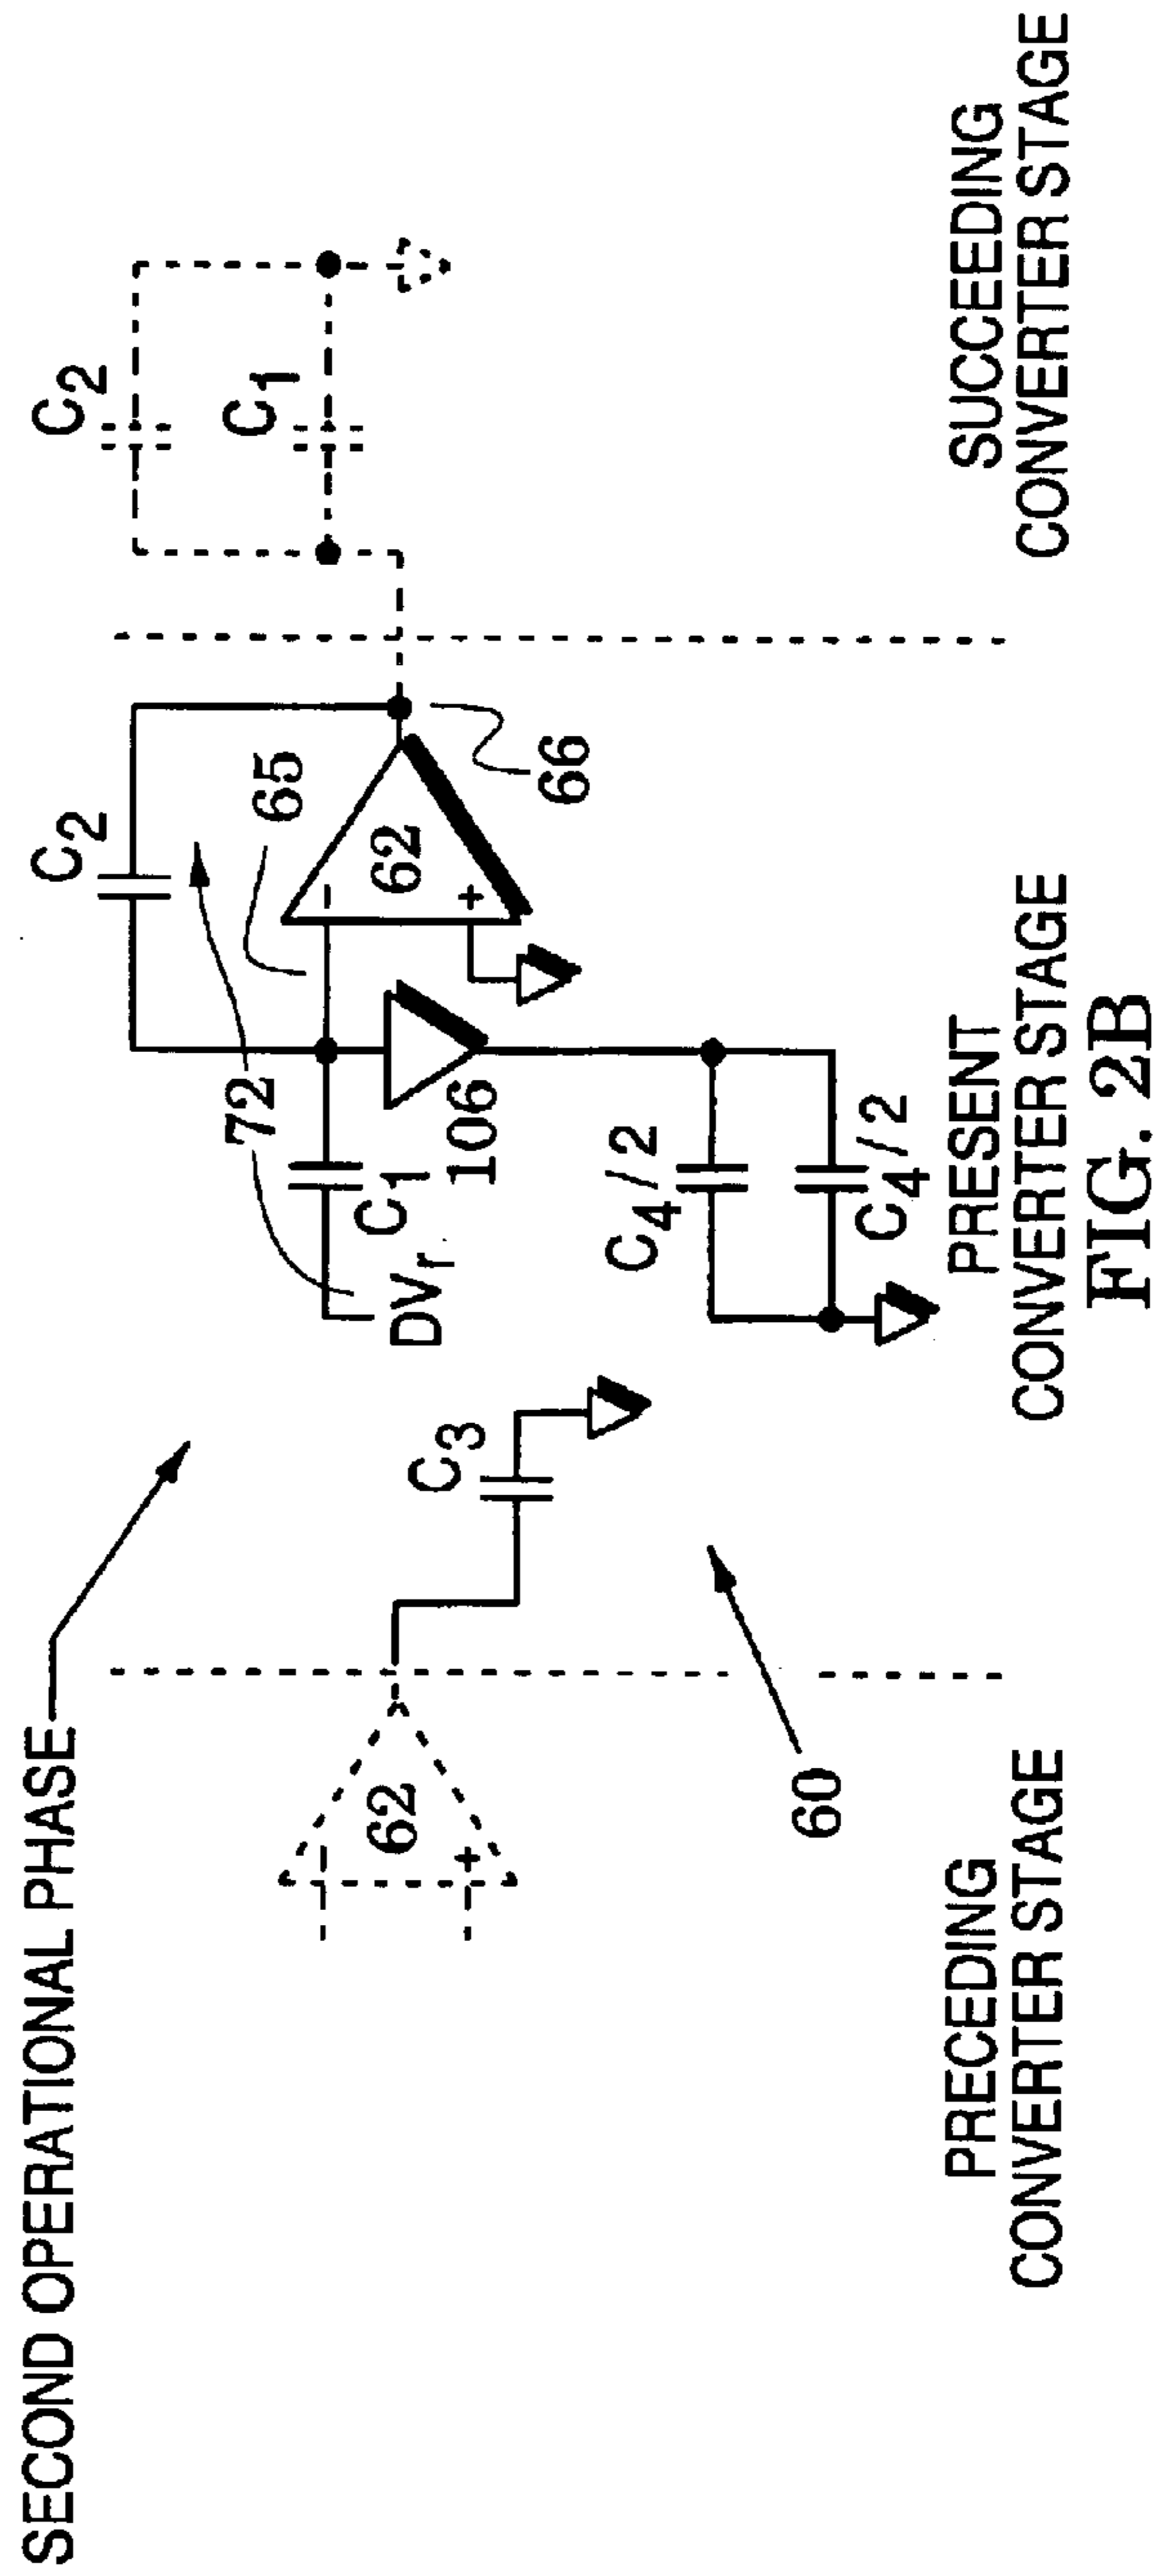 SECOND OPERATIONAL PHASE
C2
C2
72
65
C1
62
62
DVr
C1
C3
106
66
C4/2
60
C4/2
PRECEDING
CONVERTER STAGE
PRESENT
CONVERTER STAGE
SUCCEEDING
CONVERTER STAGE
FIG. 2B